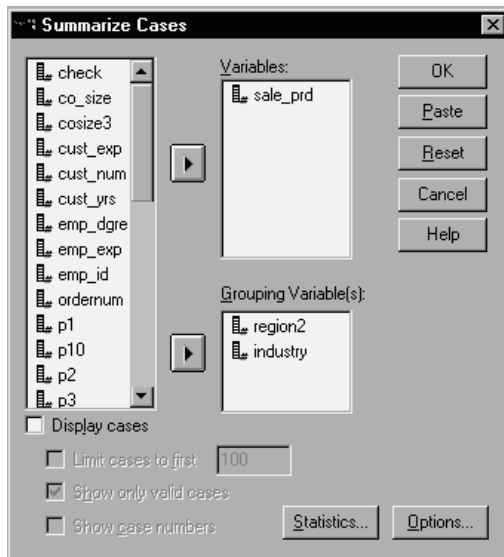 Summarize Cases
check
co_size
cosize3
cust_exp
cust_num
cust_yrs
emp_dgre
emp_exp
emp_id
ordernum
p1
p10
p2
p3
Variables:
sale_prd
Grouping Variable(s):
region2
industry
OK
Paste
Reset
Cancel
Help
Display cases
Limit cases to first 100
Show only valid cases
Show case numbers
Statistics...
Options...